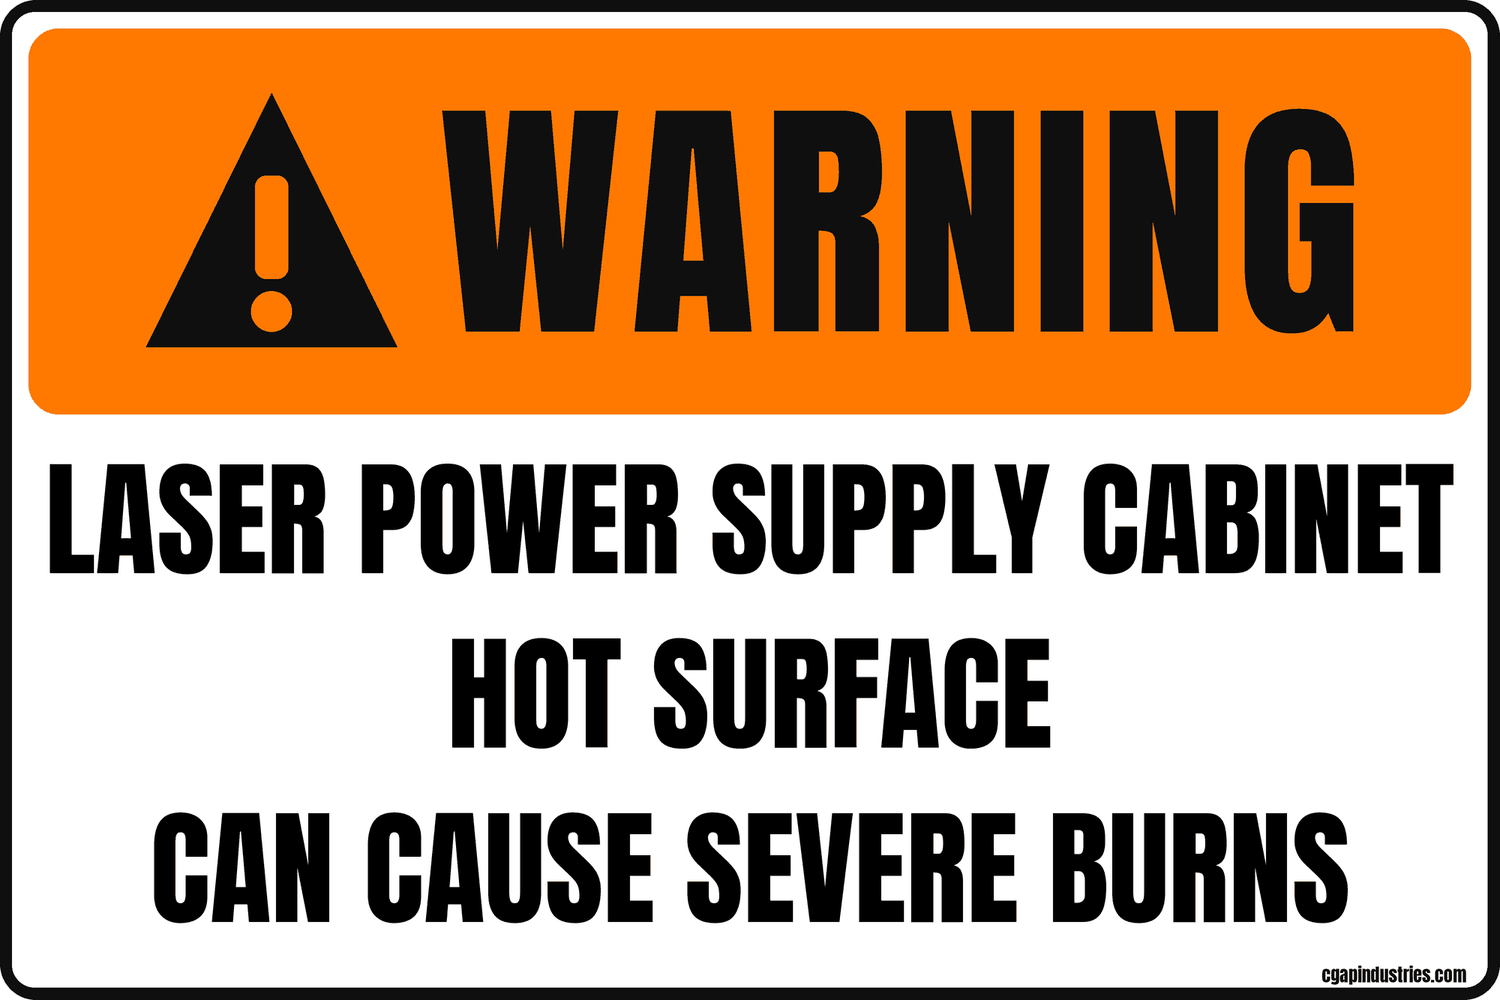 WARNING
LASER POWER SUPPLY CABINET
HOT SURFACE
CAN CAUSE SEVERE BURNS
cgapindustries.com